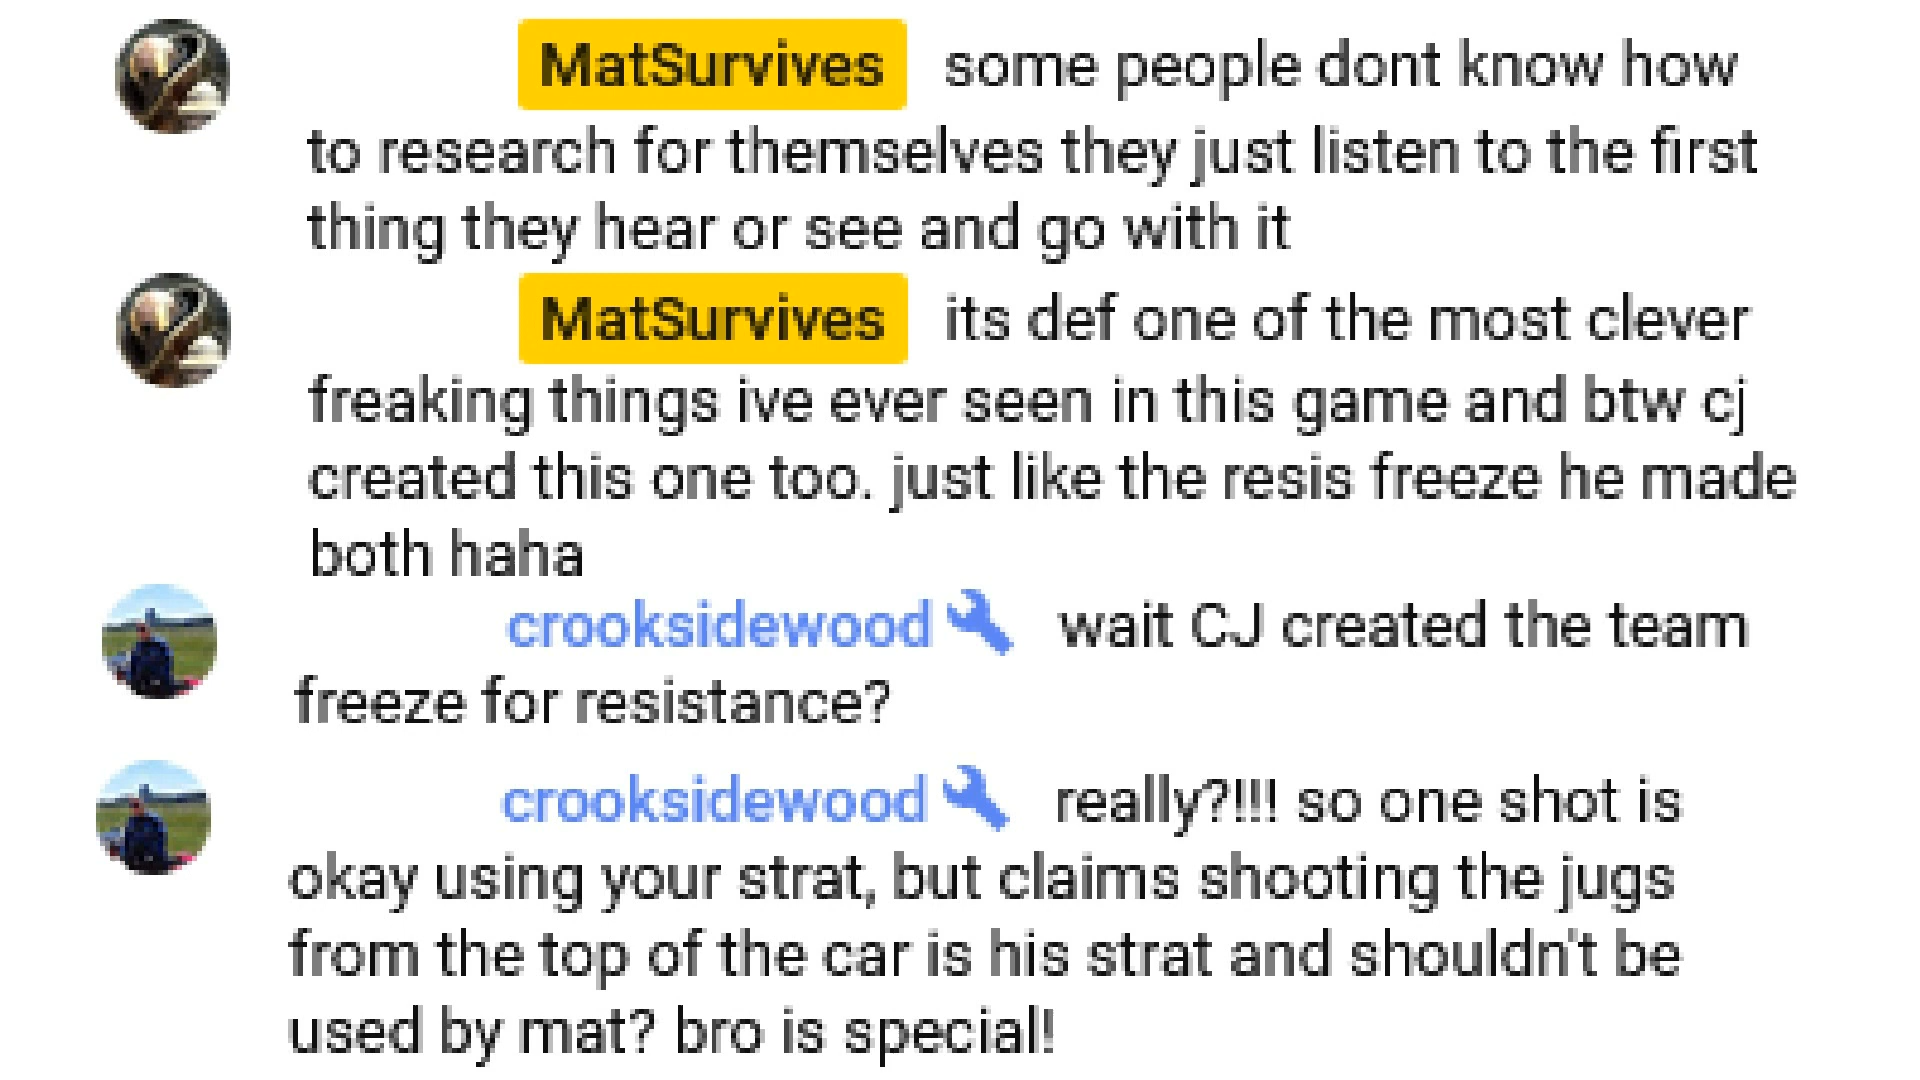 MatSurvives some people dont know how
to research for themselves they just listen to the first
thing they hear or see and go with it
MatSurvives its def one of the most clever
freaking things ive ever seen in this game and btw cj
created this one too. just like the resis freeze he made
both haha
crooksidewood wait CJ created the team
freeze for resistance?
crooksidewood really?!!! so one shot is
okay using your strat, but claims shooting the jugs
from the top of the car is his strat and shouldn't be
used by mat? bro is special!